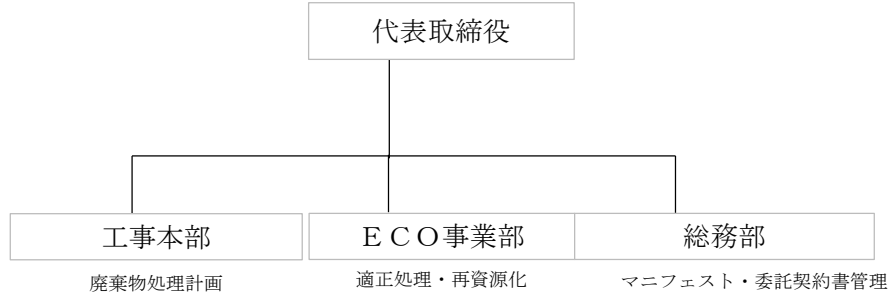 代表取締役
工事本部
ＥＣＯ事業部
総務部
廃棄物処理計画
適正処理・再資源化
マニフェスト・委託契約書管理